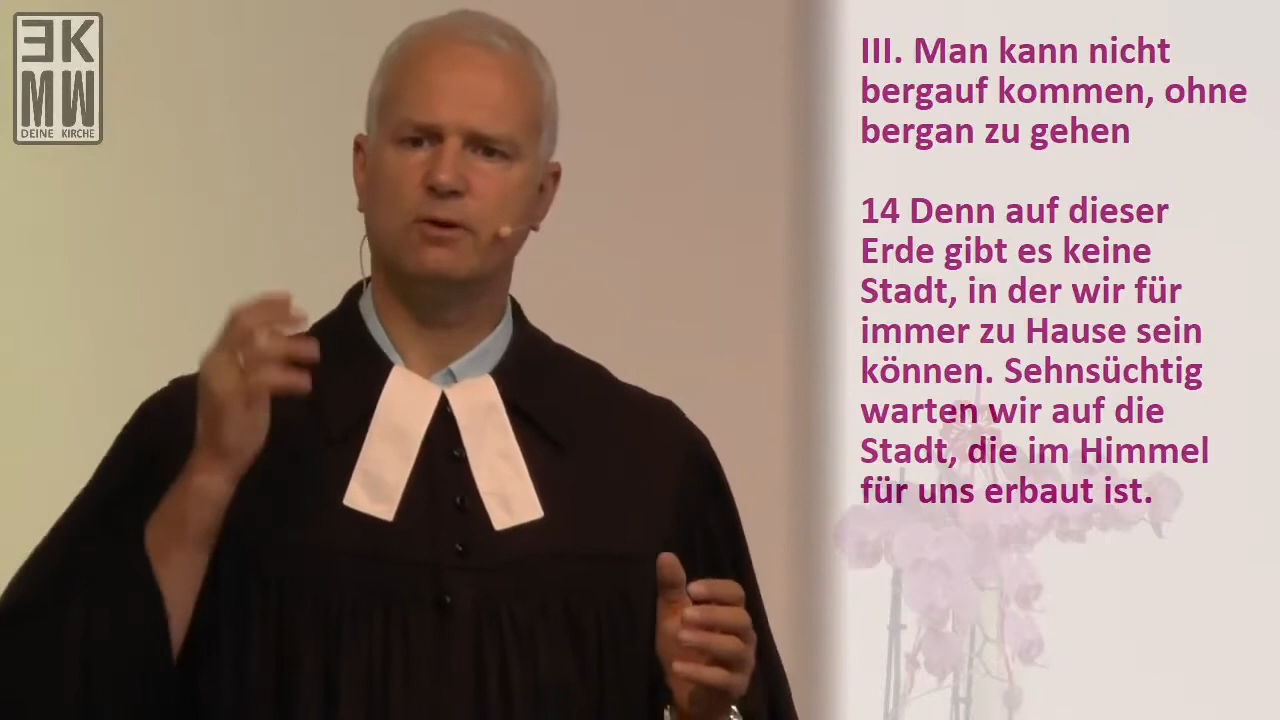 EK
MW
DEINE KIRCHE
III. Man kann nicht
bergauf kommen, ohne
bergan zu gehen
14 Denn auf dieser
Erde gibt es keine
Stadt, in der wir für
immer zu Hause sein
können. Sehnsüchtig
warten wir auf die
Stadt, die im Himmel
für uns erbaut ist.